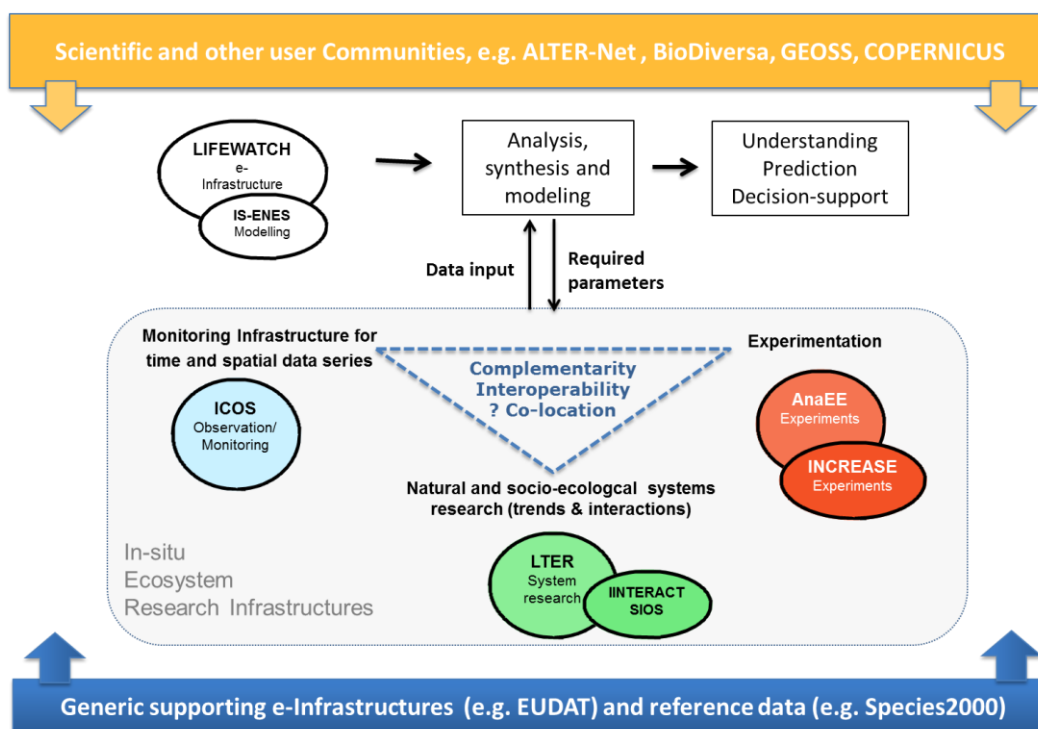 Scientific and other user Communities, e.g. ALTER-Net , BioDiversa, GEOSS, COPERNICUS
LIFEWATCH
e-
Infrastructure
IS-ENES
Modelling
Analysis,
synthesis and
modeling
Understanding
Prediction
Decision-support
Data input
Required
parameters
Monitoring Infrastructure for
time and spatial data series
Complementarity
Interoperability
? Co-location
Experimentation
ICOS
Observation/
Monitoring
AnaEE
Experiments
INCREASE
Experiments
Natural and socio-ecologcal systems
research (trends & interactions)
LTER
System
research
IINTERACT
SIOS
In-situ
Ecosystem
Research Infrastructures
Generic supporting e-Infrastructures (e.g. EUDAT) and reference data (e.g. Species2000)